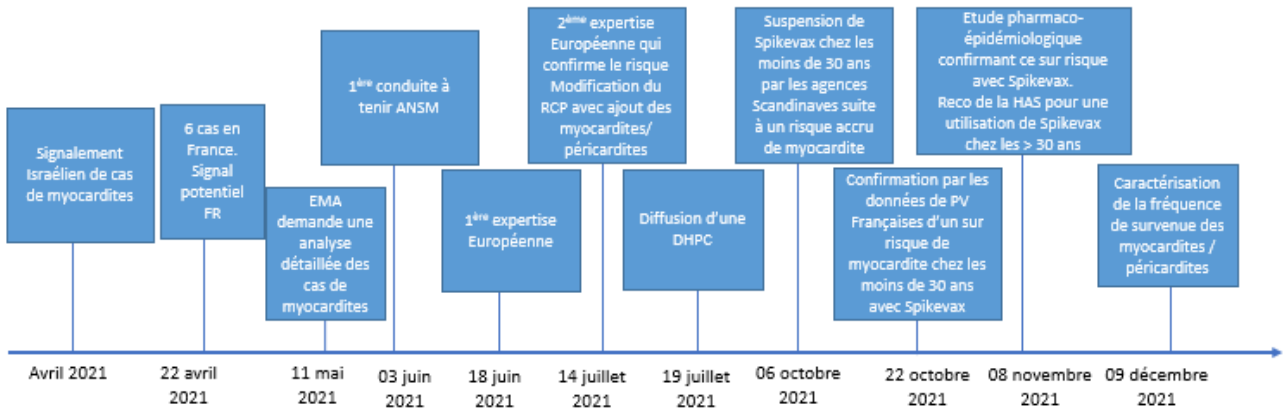 Signalement
Israélien de cas
de myocardites
6 cas en
France.
Signal
potentiel
FR
EMA
demande une
analyse
détaillée des
cas de
myocardites
1ère conduite à
tenir ANSM
1ère expertise
Européenne
2ème expertise
Européenne qui
confirme le risque
Modification du
RCP avec ajout des
myocardites/
péricardites
Diffusion d’une
DHPC
Suspension de
Spikevax chez les
moins de 30 ans
par les agences
Scandinaves suite
à un risque accru
de myocardite
Confirmation par les
données de PV
Françaises d’un sur
risque de
myocardite chez les
moins de 30 ans
avec Spikevax
Etude pharmaco-
épidémiologique
confirmant ce sur risque
avec Spikevax.
Reco de la HAS pour une
utilisation de Spikevax
chez les > 30 ans
Caractérisation
de la fréquence
de survenue des
myocardites /
péricardites
Avril 2021
22 avril
2021
11 mai
2021
03 juin
2021
18 juin
2021
14 juillet
2021
19 juillet
2021
06 octobre
2021
22 octobre
2021
08 novembre
2021
09 décembre
2021